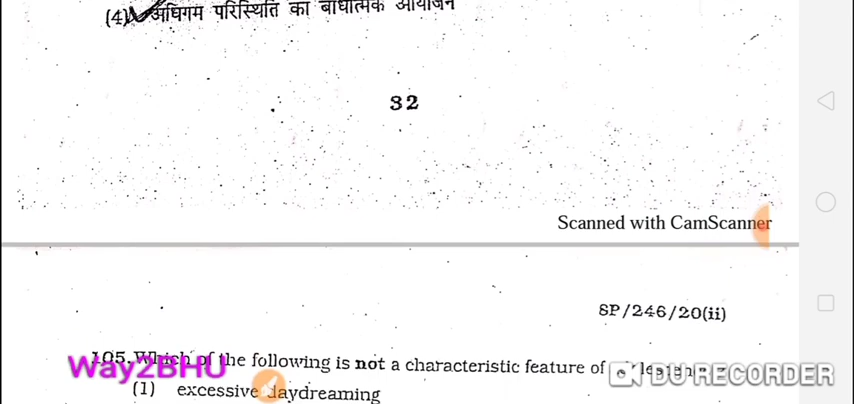 (4) अधिगम परिस्थिति का बोधात्मक आयोजन
32
Scanned with CamScanner
SP/246/20(ii)
105. Which of the following is not a characteristic feature of
Way2BHU
DU RECORDER
(1) excessive daydreaming